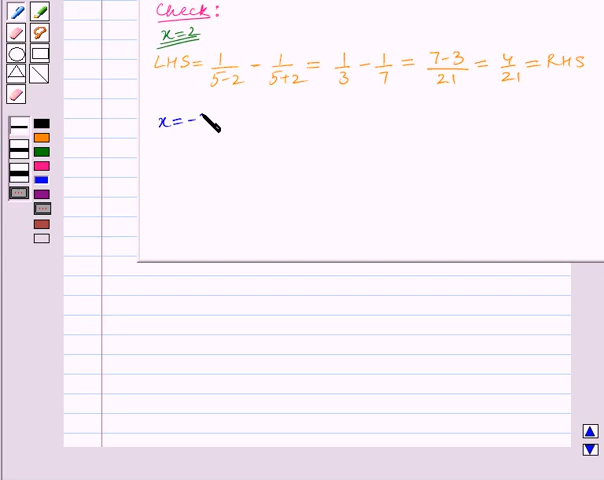 Check:
x=2
LHS = 1/(5-2) - 1/(5+2) = 1/3 - 1/7 = (7-3)/21 = 4/21 = RHS
x = -